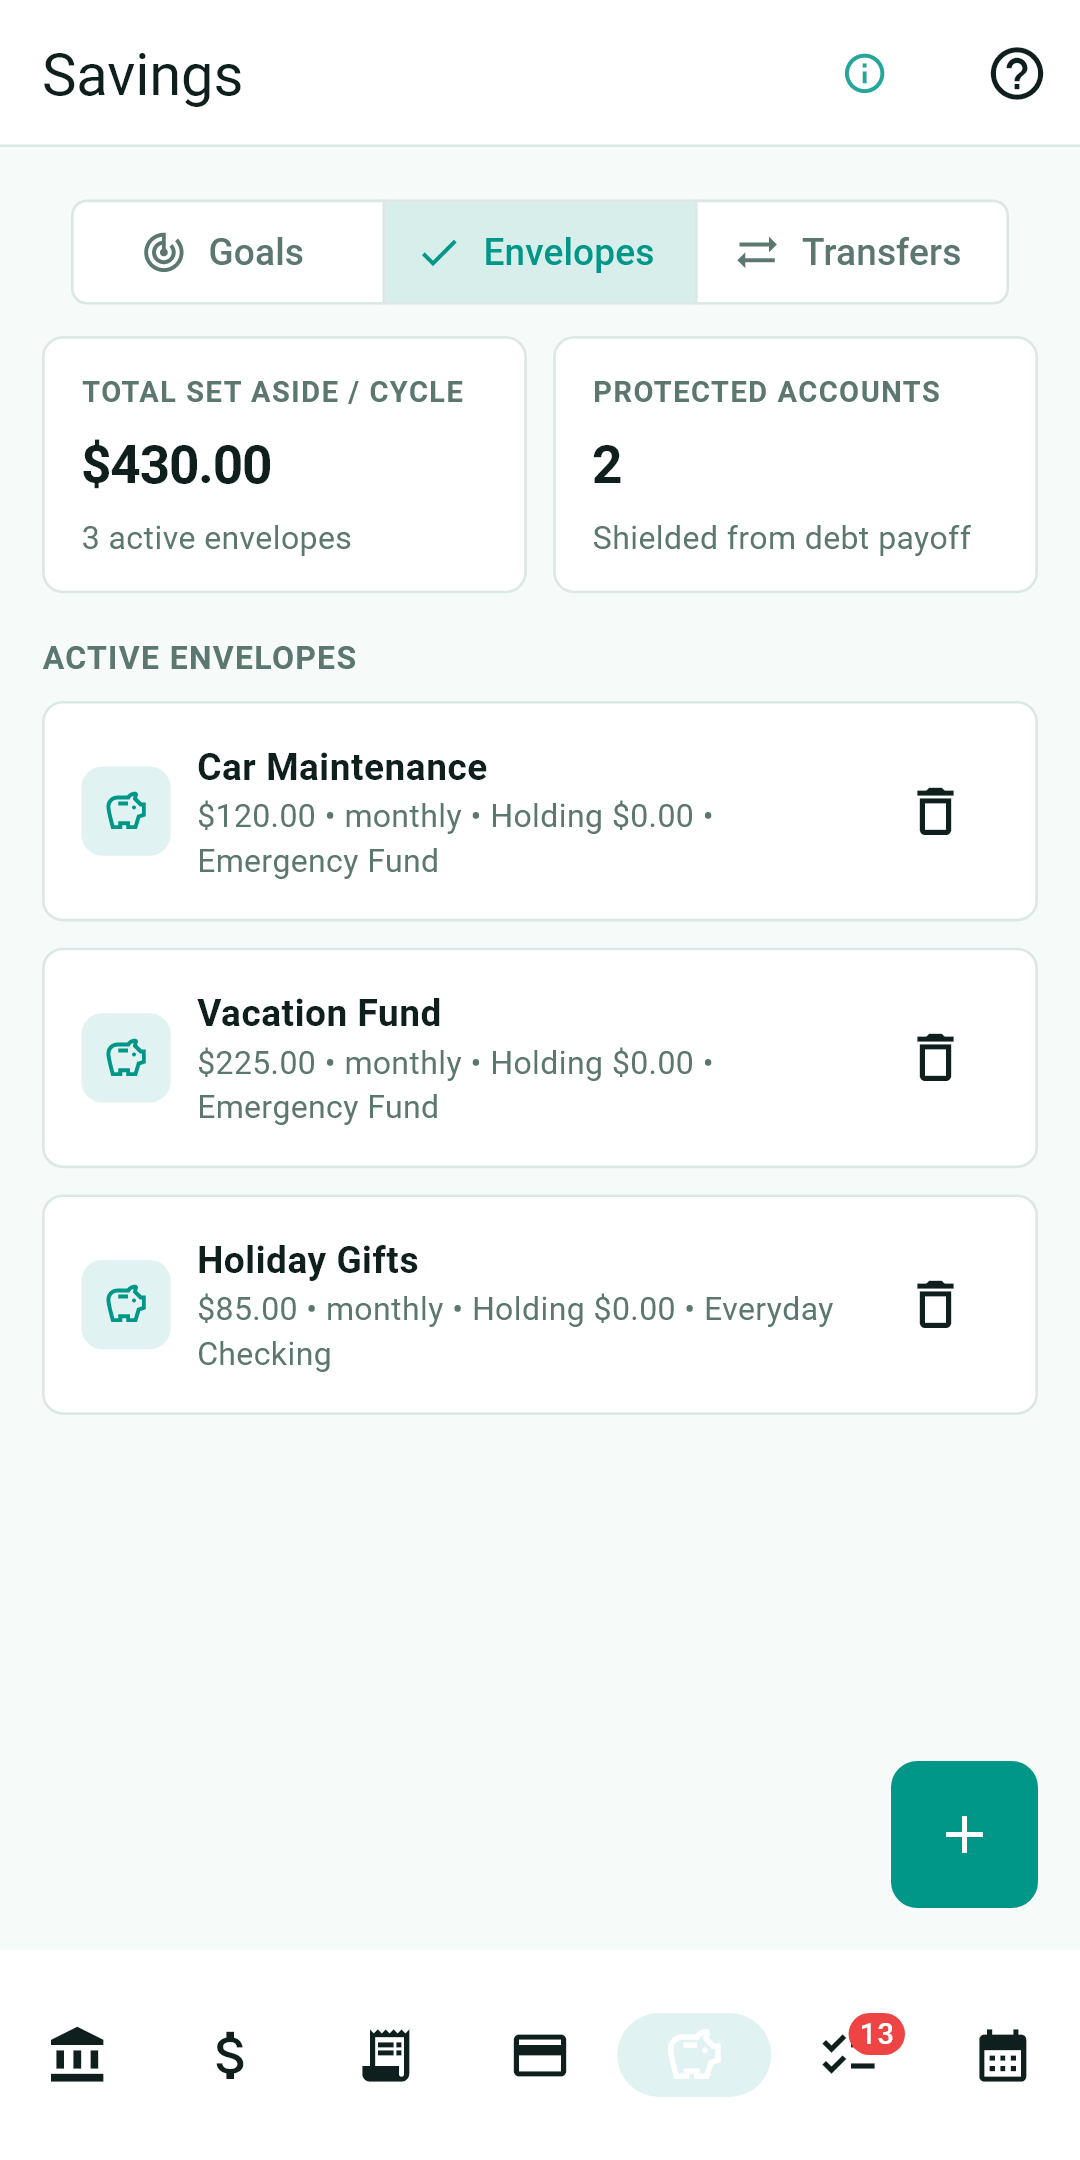 Savings
Goals
Envelopes
Transfers
TOTAL SET ASIDE / CYCLE
$430.00
3 active envelopes
PROTECTED ACCOUNTS
2
Shielded from debt payoff
ACTIVE ENVELOPES
Car Maintenance
$120.00 • monthly • Holding $0.00 •
Emergency Fund
Vacation Fund
$225.00 • monthly • Holding $0.00 •
Emergency Fund
Holiday Gifts
$85.00 • monthly • Holding $0.00 • Everyday
Checking
13